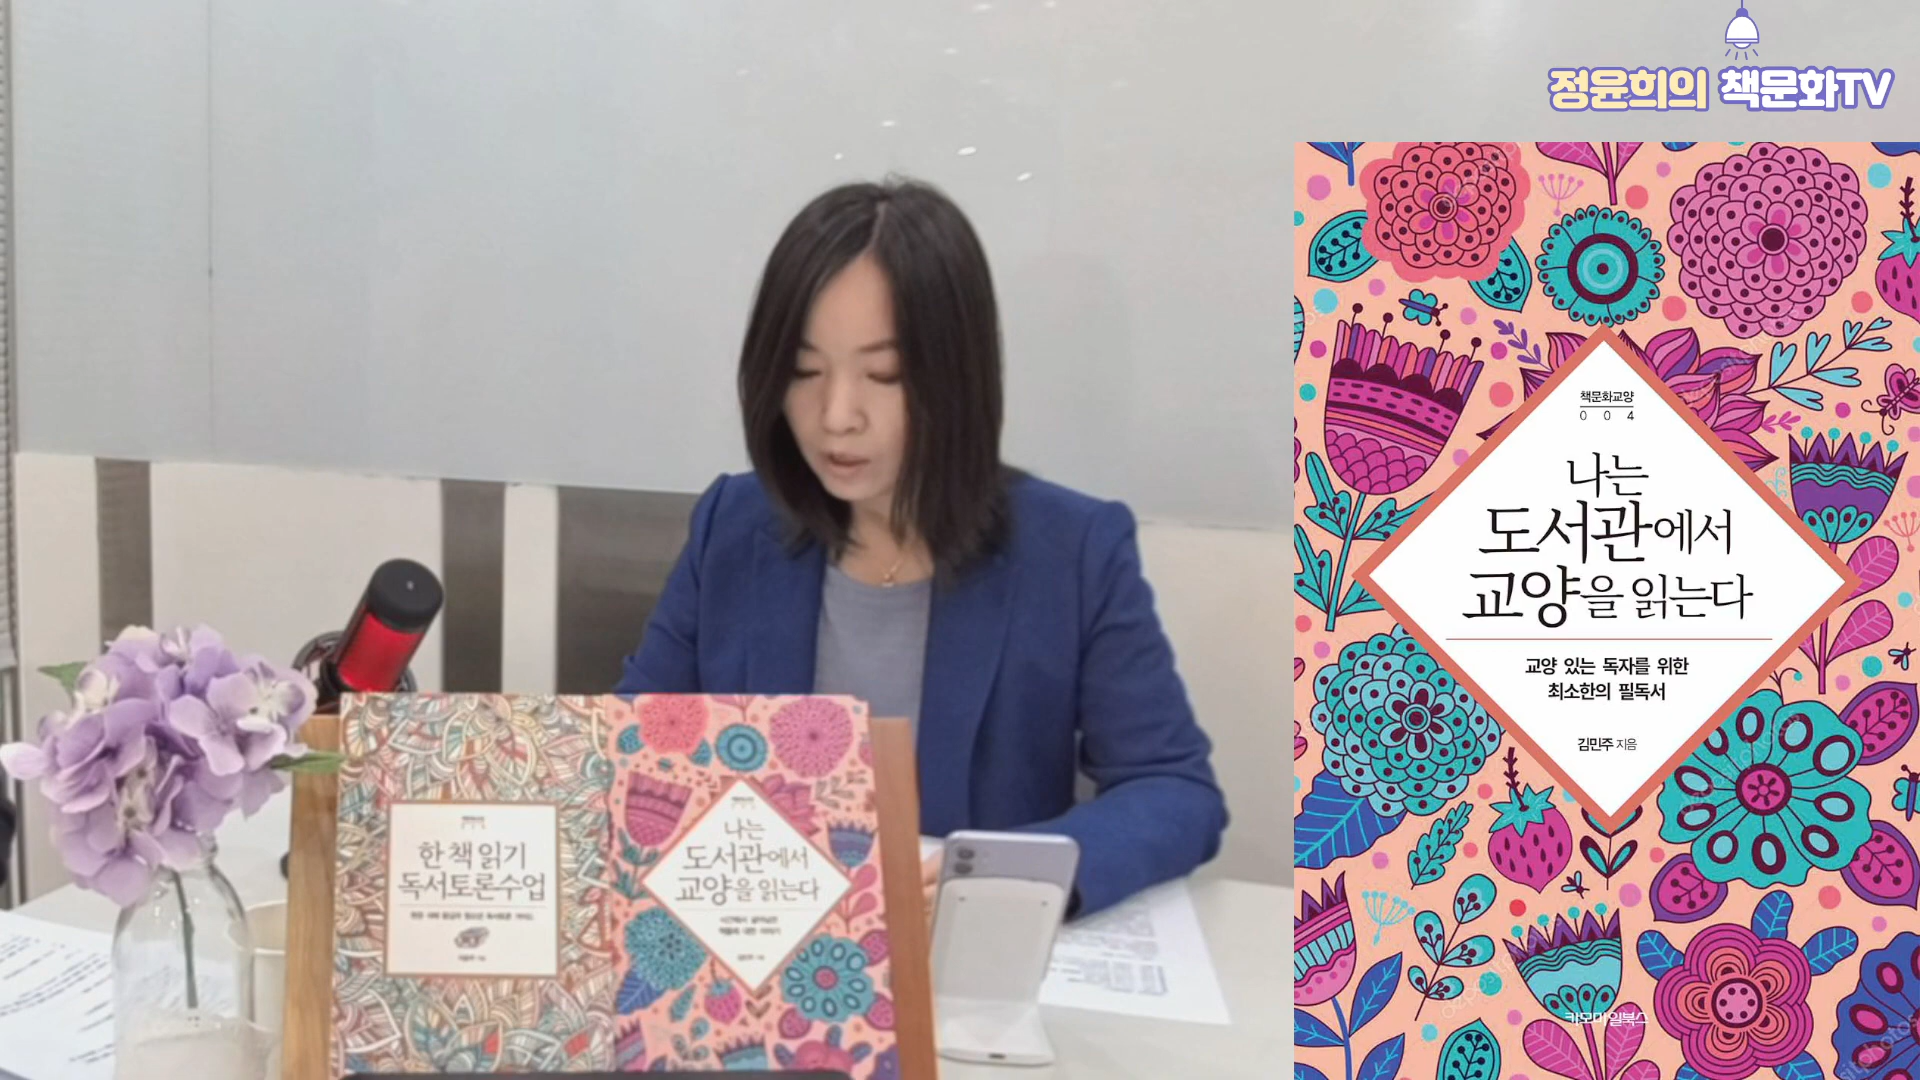 정윤희의 책문화TV
책문화교양
004
나는
도서관에서
교양을 읽는다
교양 있는 독자를 위한
최소한의 필독서
김민주 지음
카모마일북스
한 책 읽기
독서토론수업
나는
도서관에서
교양을 읽는다